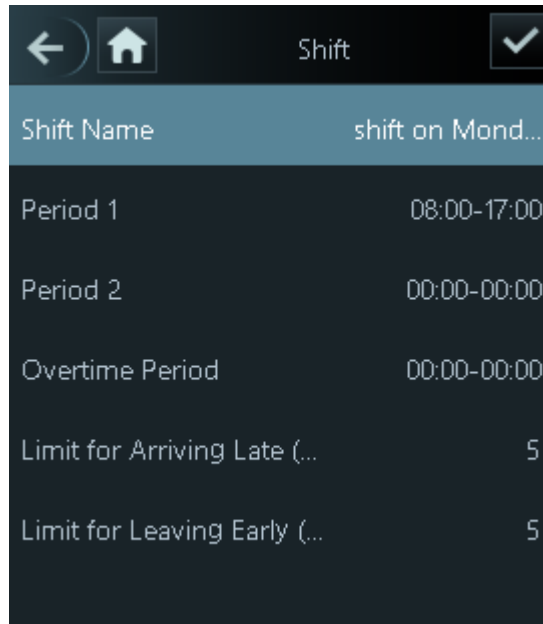 Shift
Shift Name shift on Mond...
Period 1 08:00-17:00
Period 2 00:00-00:00
Overtime Period 00:00-00:00
Limit for Arriving Late (... 5
Limit for Leaving Early (... 5